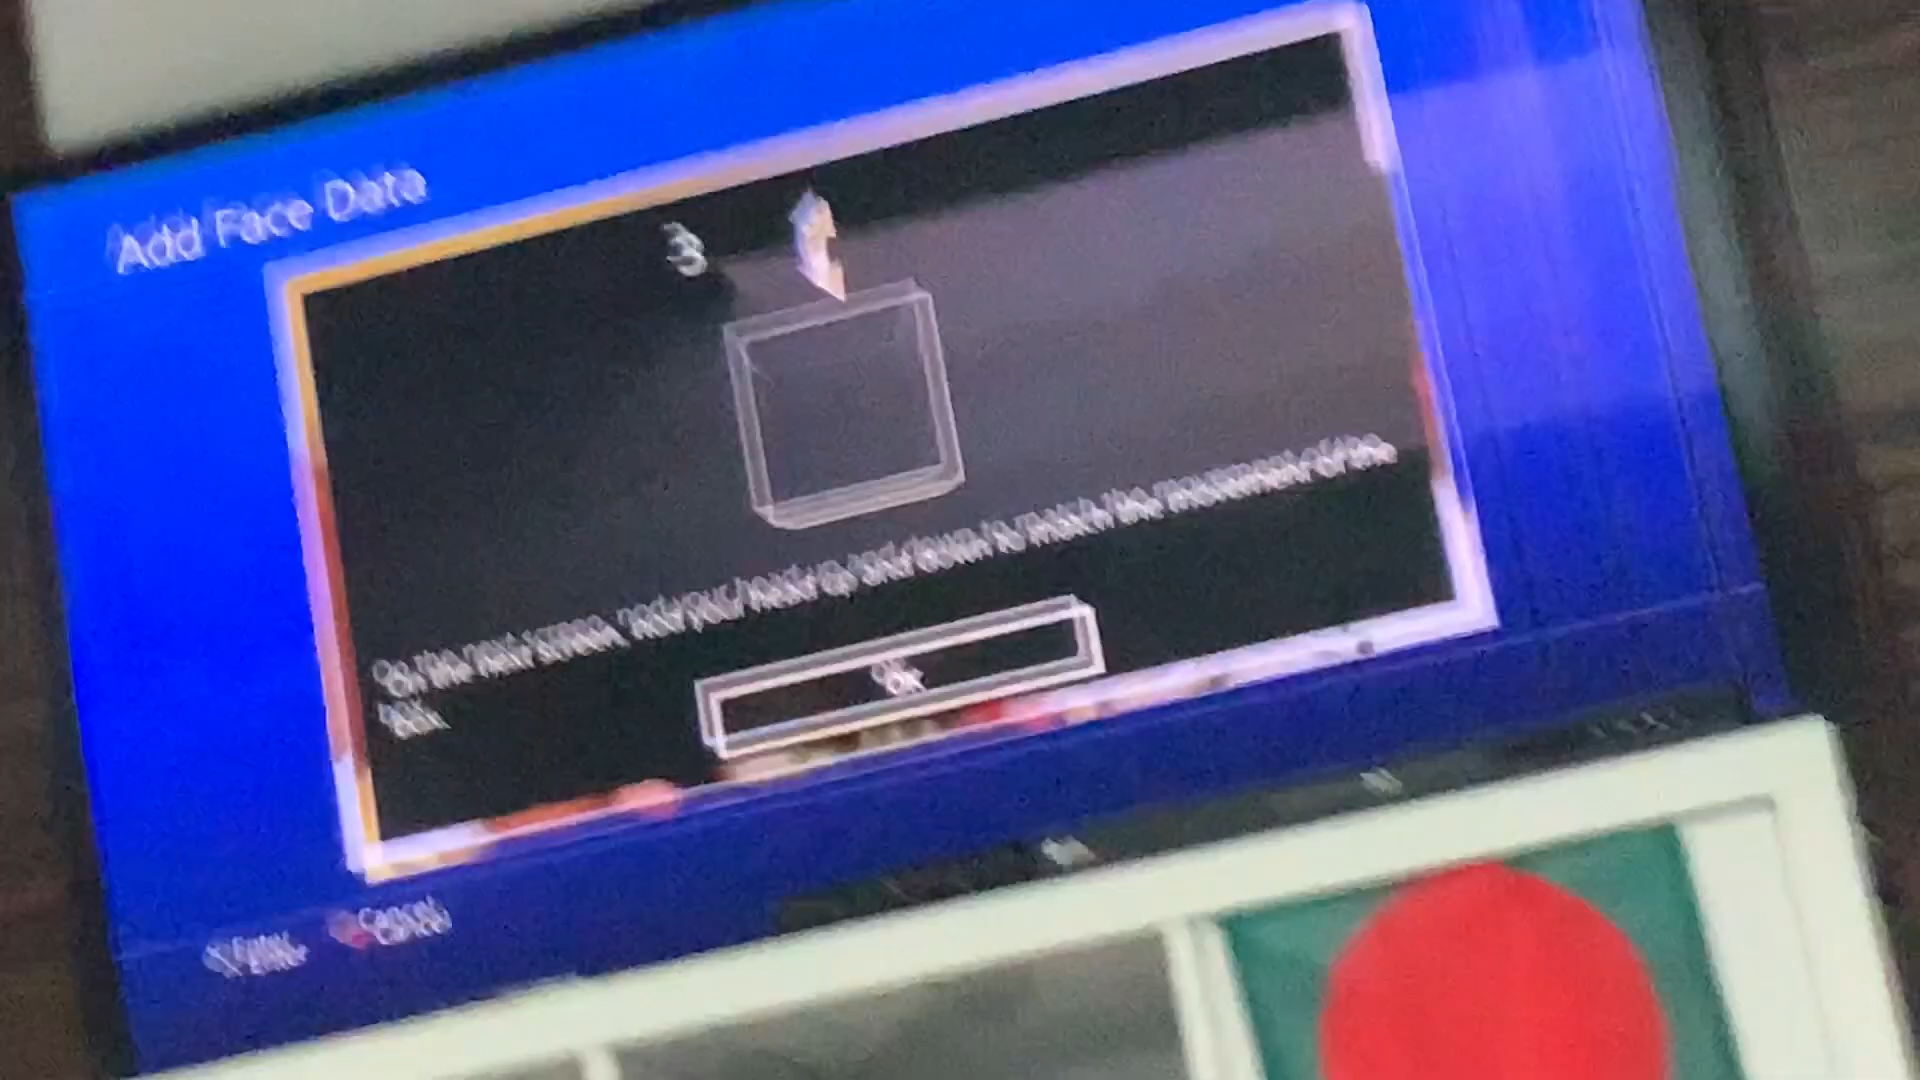 Add Face Data
3
On the next screen, nod your head up and down to match the movement of the
box.
OK
Enter
Cancel